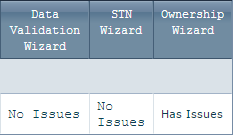 Data Validation Wizard
STN Wizard
Ownership Wizard
No Issues
No Issues
Has Issues